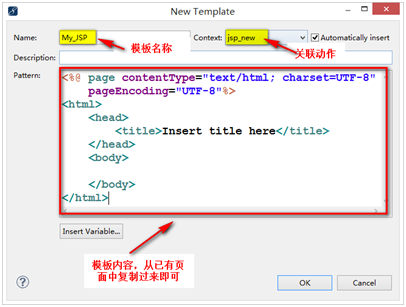 New Template
Name: My_JSP Context: jsp_new Automatically insert
模板名称 关联动作
Description:
Pattern: <%@ page contentType="text/html; charset=UTF-8"
pageEncoding="UTF-8"%>
<html>
<head>
<title>Insert title here</title>
</head>
<body>
</body>
</html>
Insert Variable...
模板内容，从已有页
面中复制过来即可
? OK Cancel